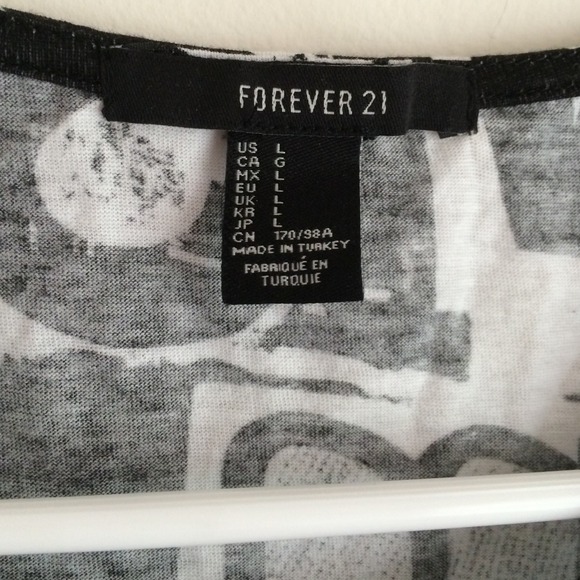 FOREVER 21
US L
CA G
MX L
EU L
UK L
KR L
JP L
CN 170/98A
MADE IN TURKEY
FABRIQUÉ EN
TURQUIE